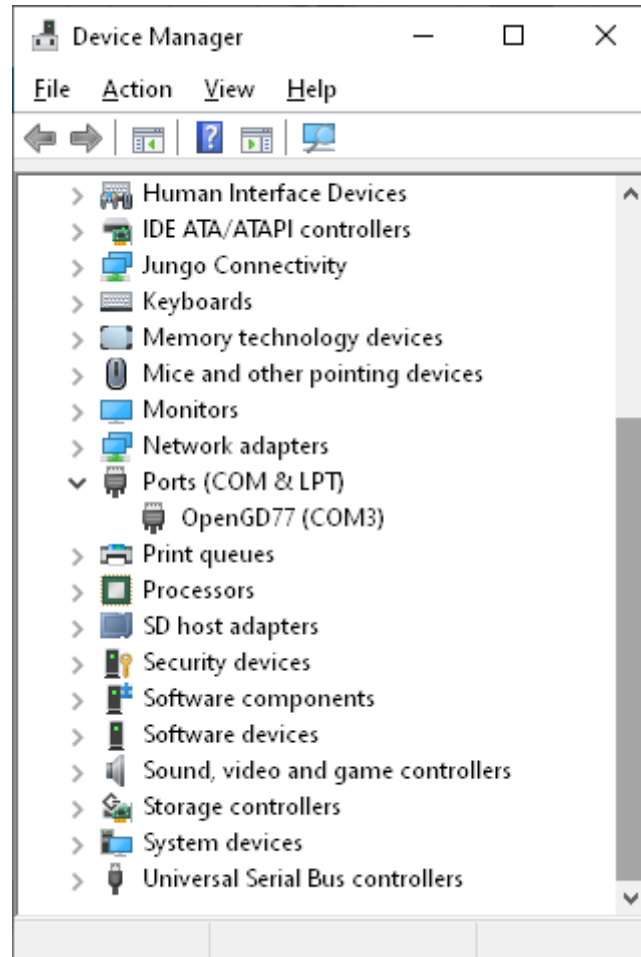 Device Manager
File Action View Help
Human Interface Devices
IDE ATA/ATAPI controllers
Jungo Connectivity
Keyboards
Memory technology devices
Mice and other pointing devices
Monitors
Network adapters
Ports (COM & LPT)
OpenGD77 (COM3)
Print queues
Processors
SD host adapters
Security devices
Software components
Software devices
Sound, video and game controllers
Storage controllers
System devices
Universal Serial Bus controllers